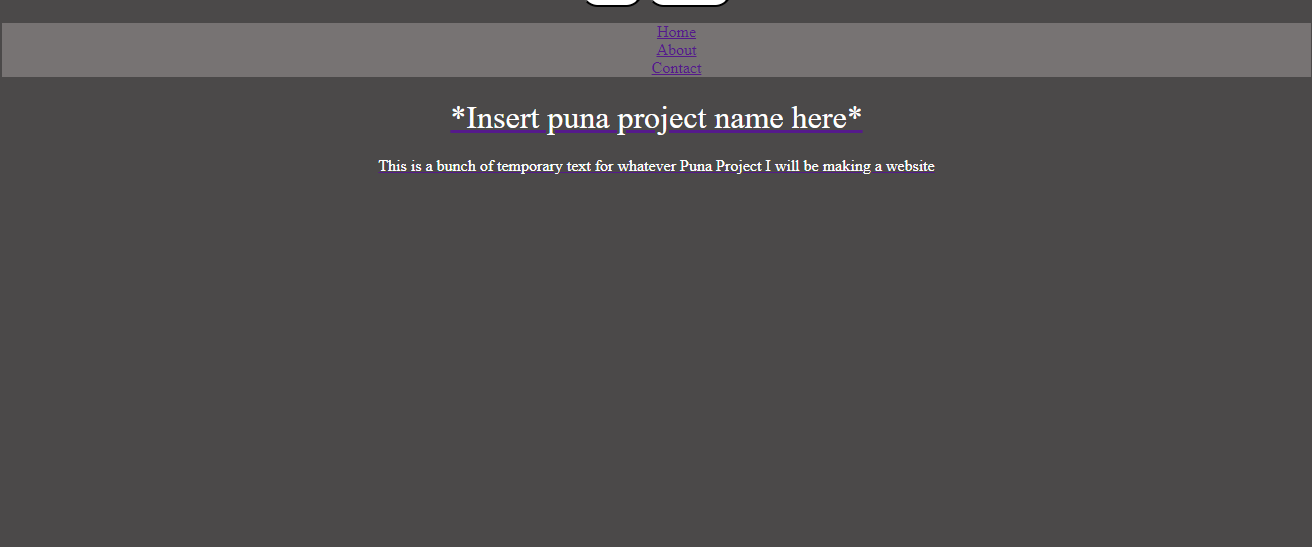 Home
About
Contact
*Insert puna project name here*
This is a bunch of temporary text for whatever Puna Project I will be making a website